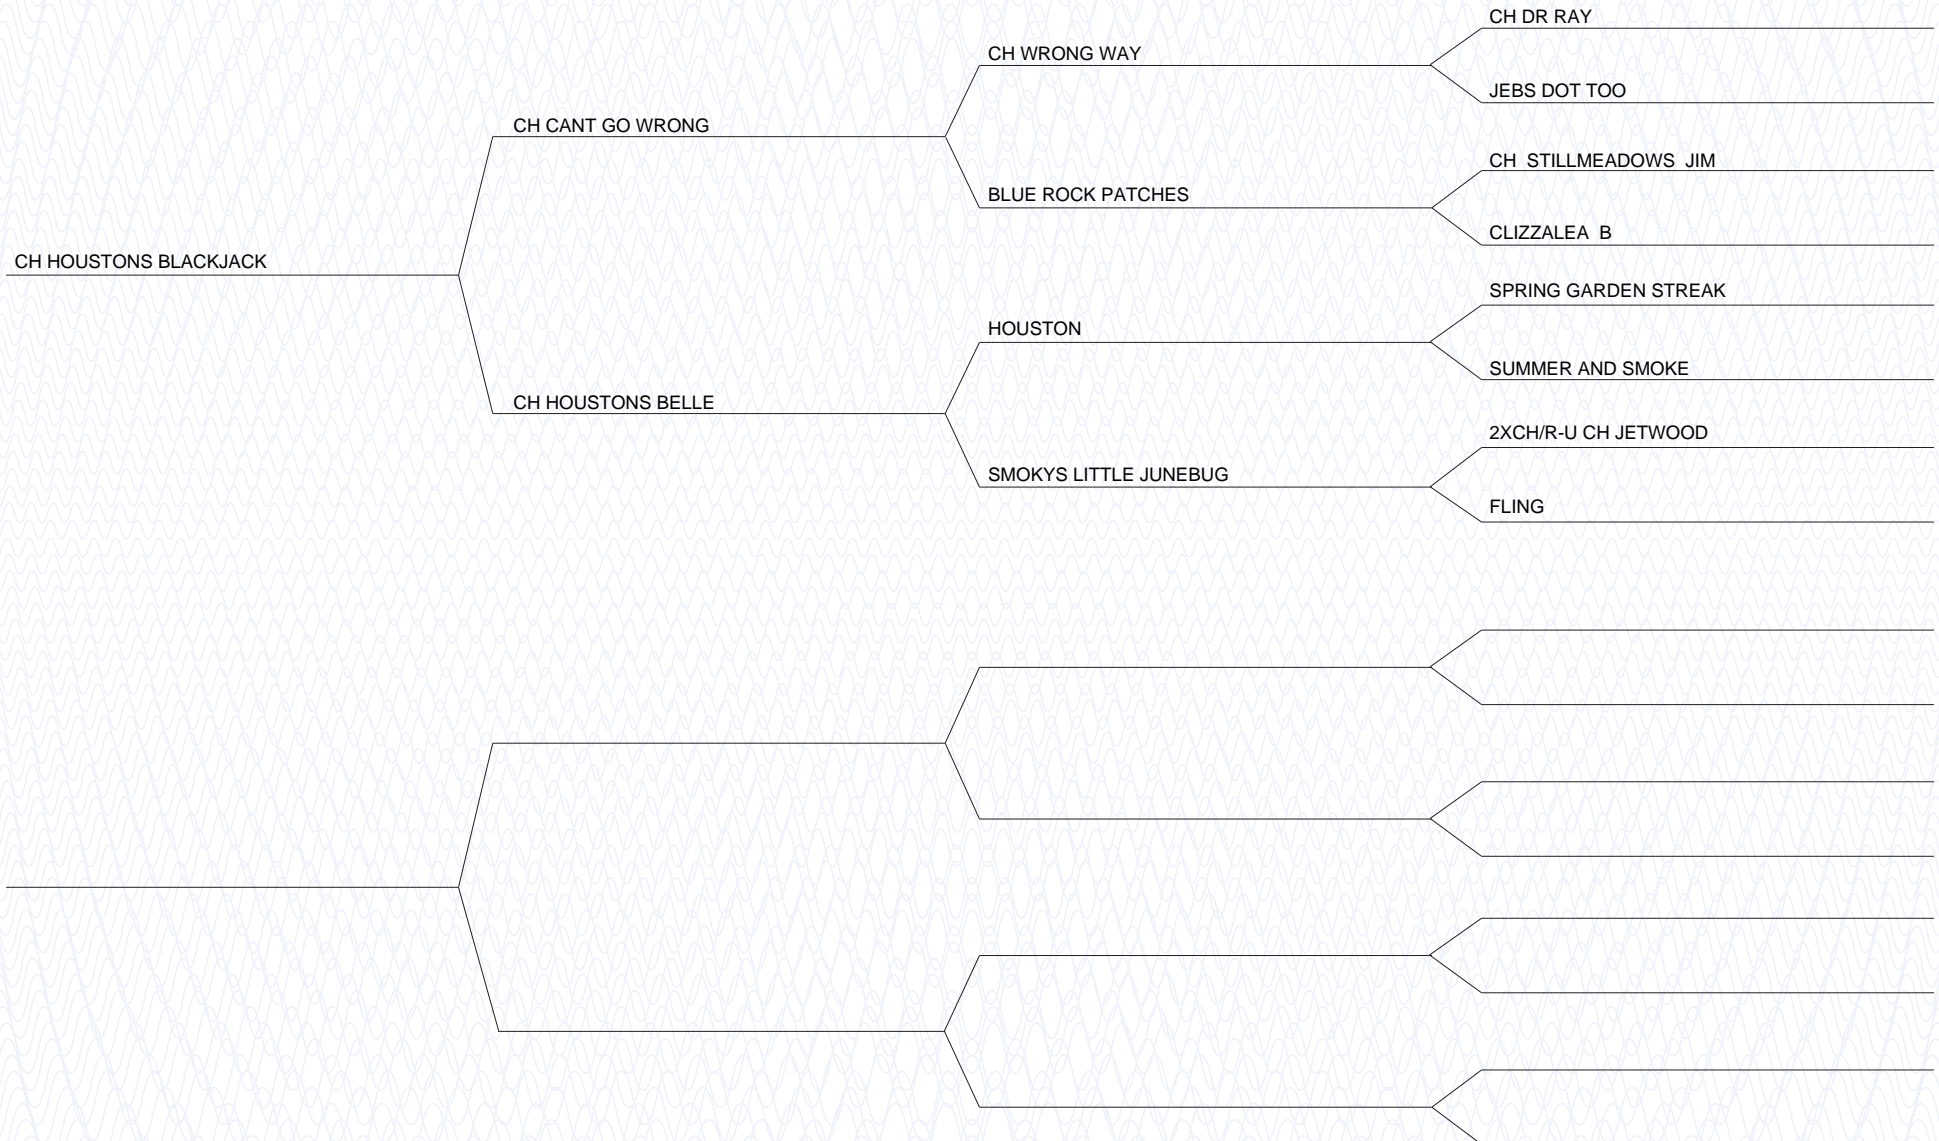 CH DR RAY
CH WRONG WAY
JEBS DOT TOO
CH CANT GO WRONG
CH  STILLMEADOWS  JIM
BLUE ROCK PATCHES
CLIZZALEA  B
CH HOUSTONS BLACKJACK
SPRING GARDEN STREAK
HOUSTON
SUMMER AND SMOKE
CH HOUSTONS BELLE
2XCH/R-U CH JETWOOD
SMOKYS LITTLE JUNEBUG
FLING